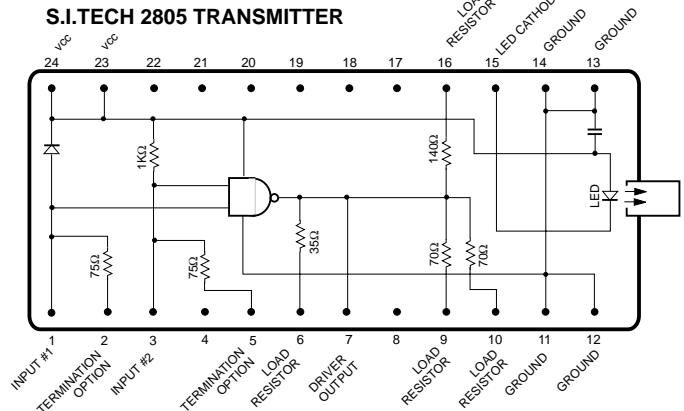 S.I.TECH 2805 TRANSMITTER
VCC
VCC
LOAD
RESISTOR
LED CATHODE
GROUND
GROUND
24 23 22 21 20 19 18 17 16 15 14 13
1KΩ
140Ω
LED
75Ω
75Ω
35Ω
70Ω
70Ω
1 2 3 4 5 6 7 8 9 10 11 12
INPUT #1
TERMINATION
OPTION
INPUT #2
TERMINATION
OPTION
LOAD
RESISTOR
DRIVER
OUTPUT
LOAD
RESISTOR
LOAD
RESISTOR
GROUND
GROUND